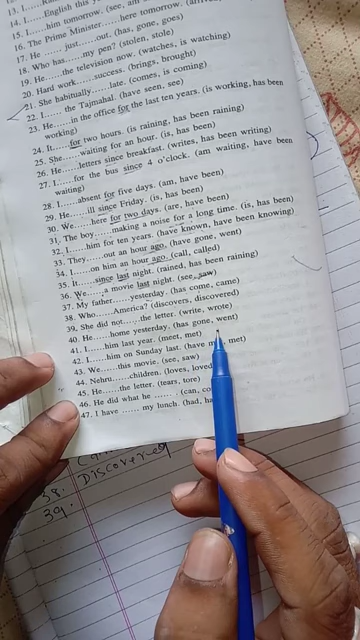 14. I......English this
15. I......him tomorrow. (see, am
16. The Prime Minister......here tomorrow.
17. He ...... just......out. (has, gone, goes)
18. Who has......my pen? (stolen, stole)
19. He......the television now. (watches, is watching)
20. Hard work......success. (brings, brought)
21. She habitually......late. (comes, is coming)
22. I......the Tajmahal. (have seen, see)
23. He......in the office for the last ten years. (is working, has been
working)
24. It......for two hours. (is raining, has been raining)
25. She......waiting for an hour. (is, has been)
26. He......letters since breakfast. (writes, has been writing)
27. I......for the bus since 4 o'clock. (am waiting, have been
waiting)
28. I......absent for five days. (am, have been)
29. He......ill since Friday. (is, has been)
30. We......here for two days. (are, have been)
31. The boy......making a noise for a long time. (is, has been)
32. I......him for ten years. (have known, have been knowing)
33. They......out an hour ago. (have gone, went)
34. I......on him an hour ago. (call, called)
35. It......since last night. (rained, has been raining)
36. We......a movie last night. (see, saw)
37. My father......yesterday. (has come, came)
38. Who......America? (discovers, discovered)
39. She did not......the letter. (write, wrote)
40. He......home yesterday. (has gone, went)
41. I......him last year. (meet, met)
42. I......him on Sunday last. (have met, met)
43. We......this movie. (see, saw)
44. Nehru......children. (loves, loved
45. He......the letter. (tears, tore)
46. He did what he ...... . (can,
47. I have ...... my lunch. (had,
38. Discovered
39.